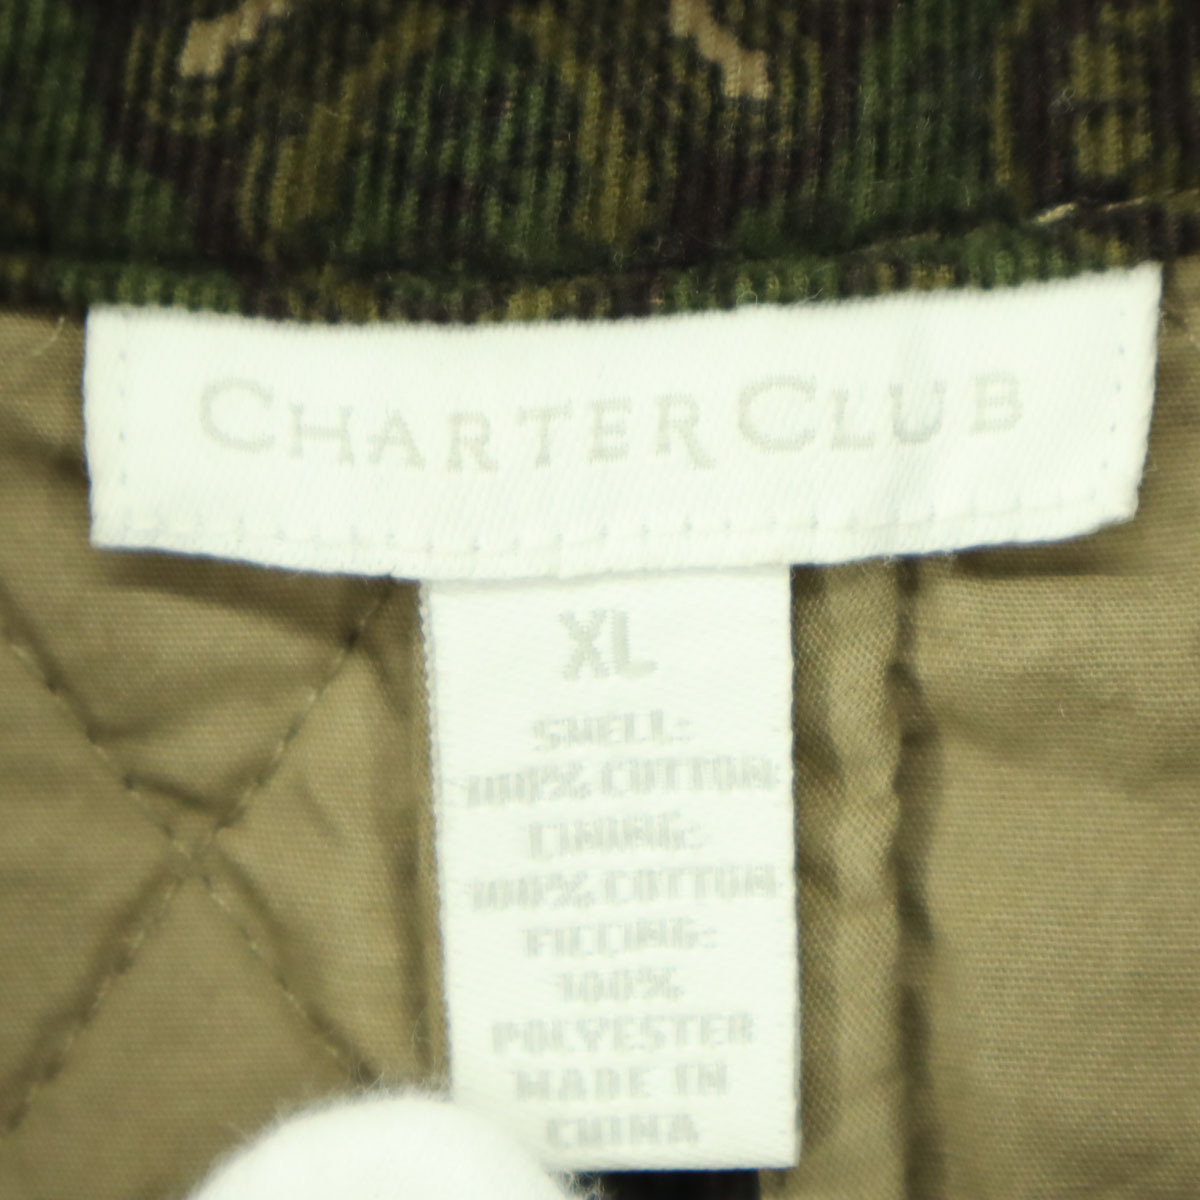 CHARTER CLUB
XL
SHELL:
100% COTTON
LINING:
100% COTTON
FILLING:
100%
POLYESTER
MADE IN
CHINA